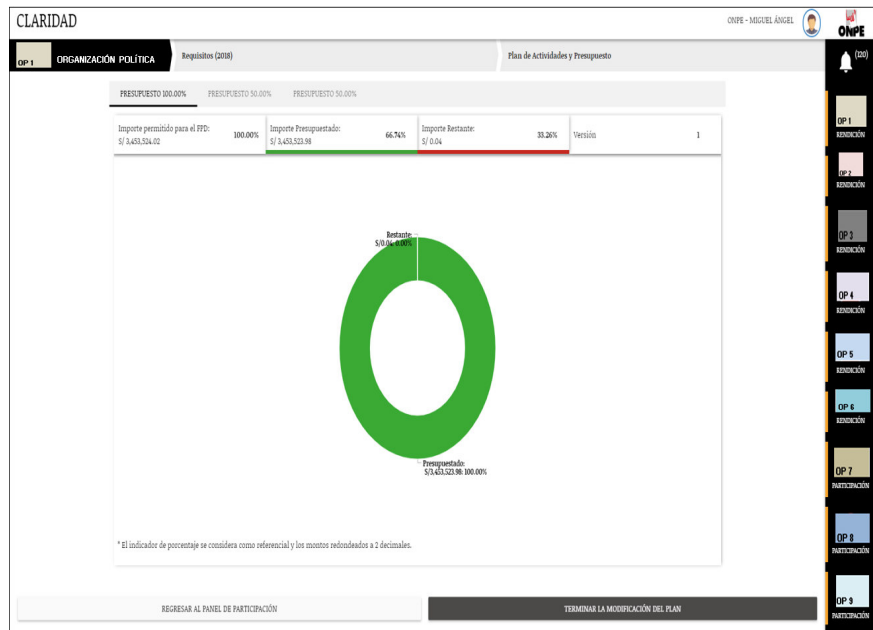 CLARIDAD
ONPE - MIGUEL ÁNGEL
ONPE
OP 1
ORGANIZACIÓN POLÍTICA
Requisitos (2018)
Plan de Actividades y Presupuesto
(120)
PRESUPUESTO 100.00%
PRESUPUESTO 50.00%
PRESUPUESTO 50.00%
Importe permitido para el FPD:
S/ 3,453,524.02
100.00%
Importe Presupuestado:
S/ 3,453,523.98
66.74%
Importe Restante:
S/ 0.04
33.26%
Versión
1
Restante:
S/0.04: 0.00%
Presupuestado:
S/3,453,523.98: 100.00%
* El indicador de porcentaje se considera como referencial y los montos redondeados a 2 decimales.
REGRESAR AL PANEL DE PARTICIPACIÓN
TERMINAR LA MODIFICACIÓN DEL PLAN
OP 1
RENDICIÓN
OP 2
RENDICIÓN
OP 3
RENDICIÓN
OP 4
RENDICIÓN
OP 5
RENDICIÓN
OP 6
RENDICIÓN
OP 7
PARTICIPACIÓN
OP 8
PARTICIPACIÓN
OP 9
PARTICIPACIÓN